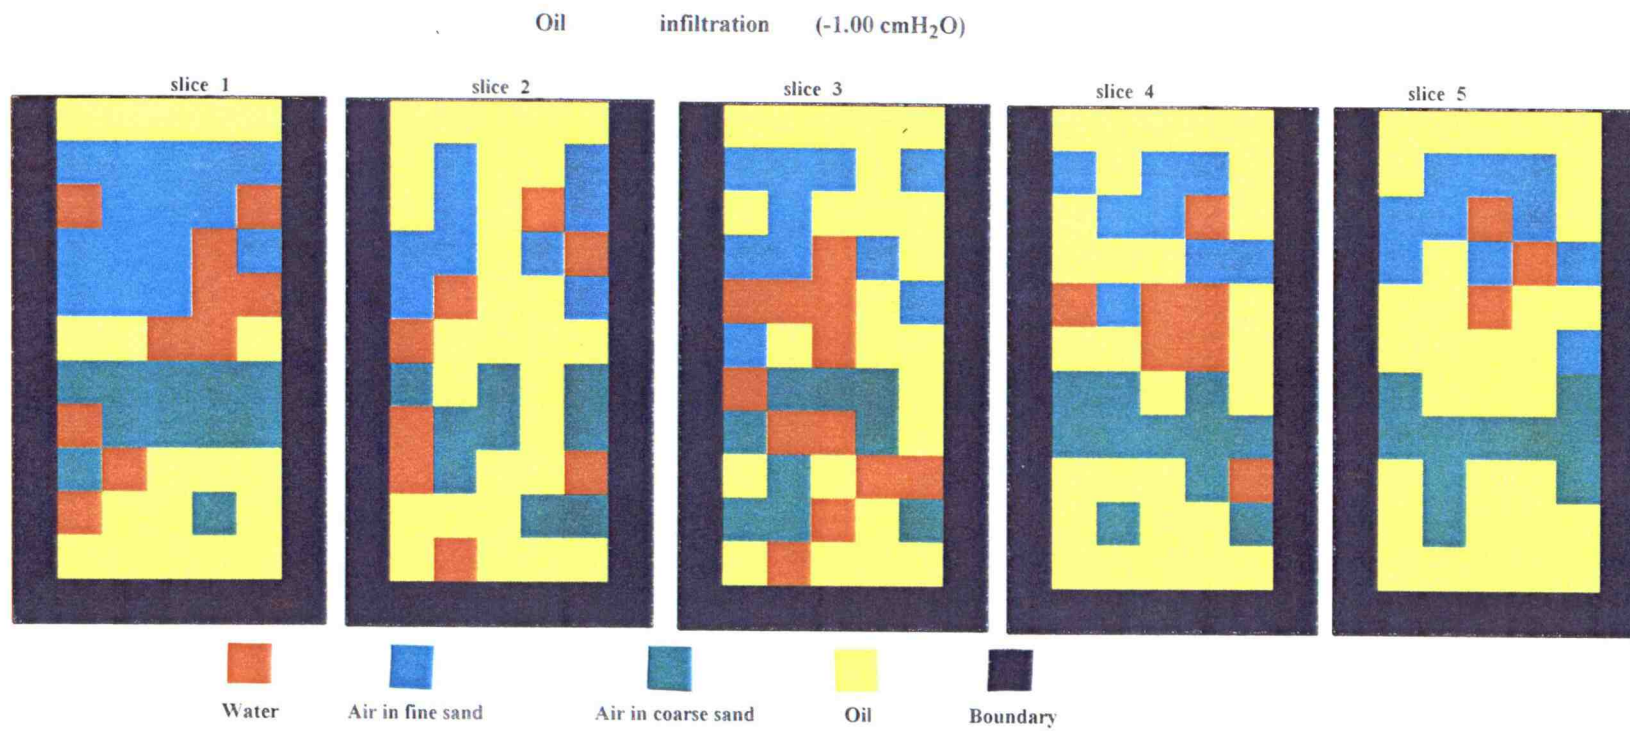 Oil infiltration (-1.00 cmH₂O)
slice 1 slice 2 slice 3 slice 4 slice 5
Water Air in fine sand Air in coarse sand Oil Boundary